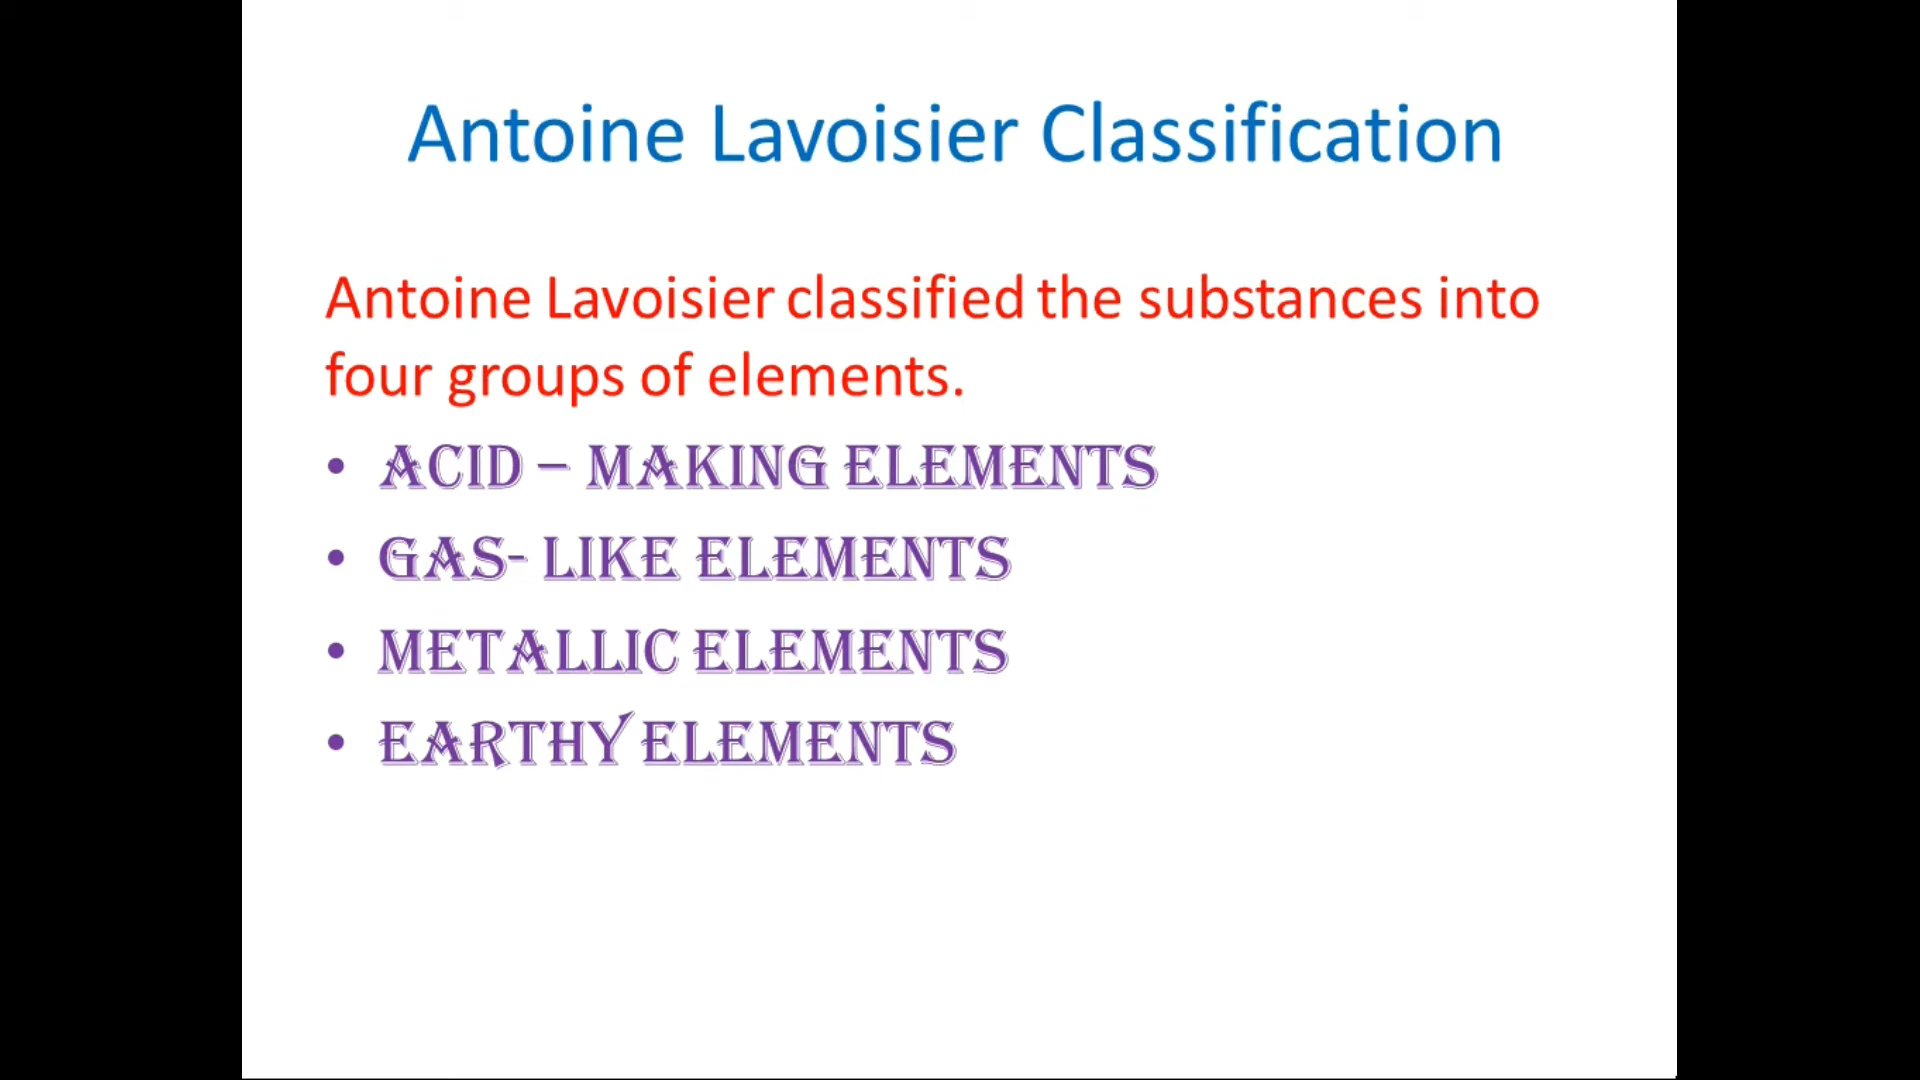 Antoine Lavoisier Classification
Antoine Lavoisier classified the substances into
four groups of elements.
• ACID – MAKING ELEMENTS
• GAS- LIKE ELEMENTS
• METALLIC ELEMENTS
• EARTHY ELEMENTS